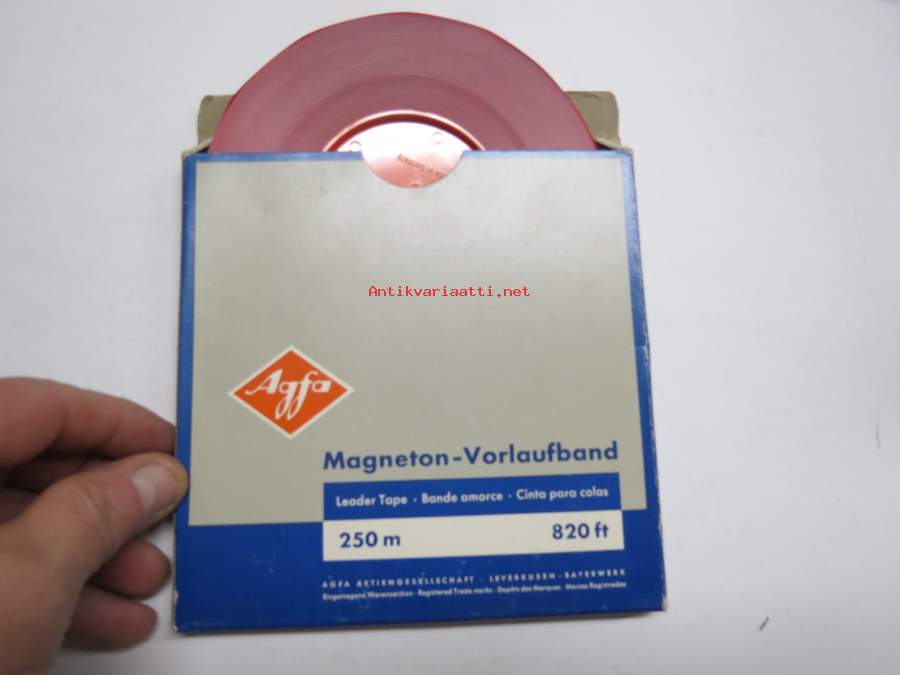 Antikvariaatti.net
Agfa
Magneton-Vorlaufband
Leader Tape · Bande amorce · Cinta para colas
250 m 820 ft
AGFA AKTIENGESELLSCHAFT · LEVERKUSEN-BAYERWERK
Eingetragene Warenzeichen · Registered Trade marks · Depots des Marques · Marcas Registradas